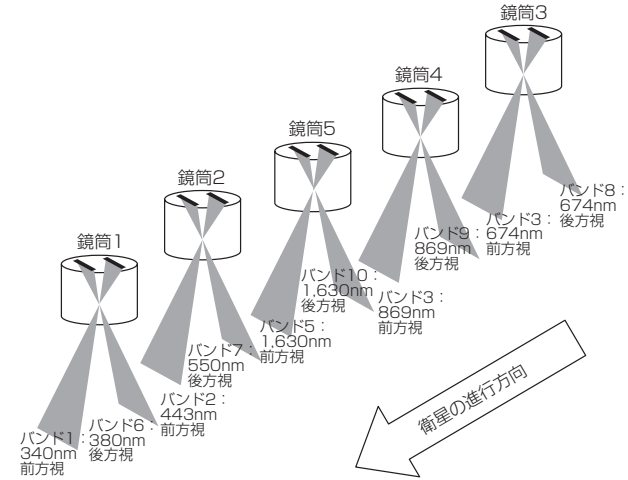 鏡筒3
鏡筒4
鏡筒5
鏡筒2
鏡筒1
バンド8：
674nm
後方視
バンド3：
674nm
前方視
バンド9：
869nm
後方視
バンド3：
869nm
前方視
バンド10：
1,630nm
後方視
バンド5：
1,630nm
前方視
バンド7：
550nm
後方視
バンド2：
443nm
前方視
バンド6：
380nm
後方視
バンド1：
340nm
前方視
衛星の進行方向